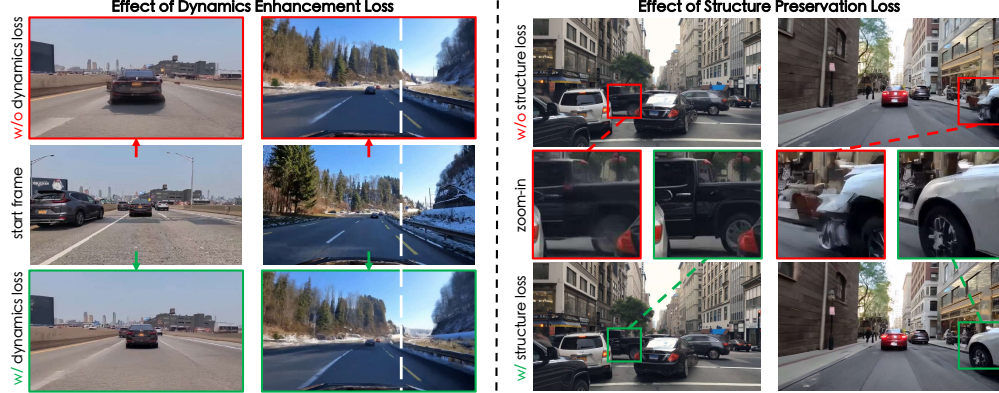 Effect of Dynamics Enhancement Loss
w/o dynamics loss
start frame
w/ dynamics loss
Effect of Structure Preservation Loss
w/o structure loss
zoom-in
w/ structure loss